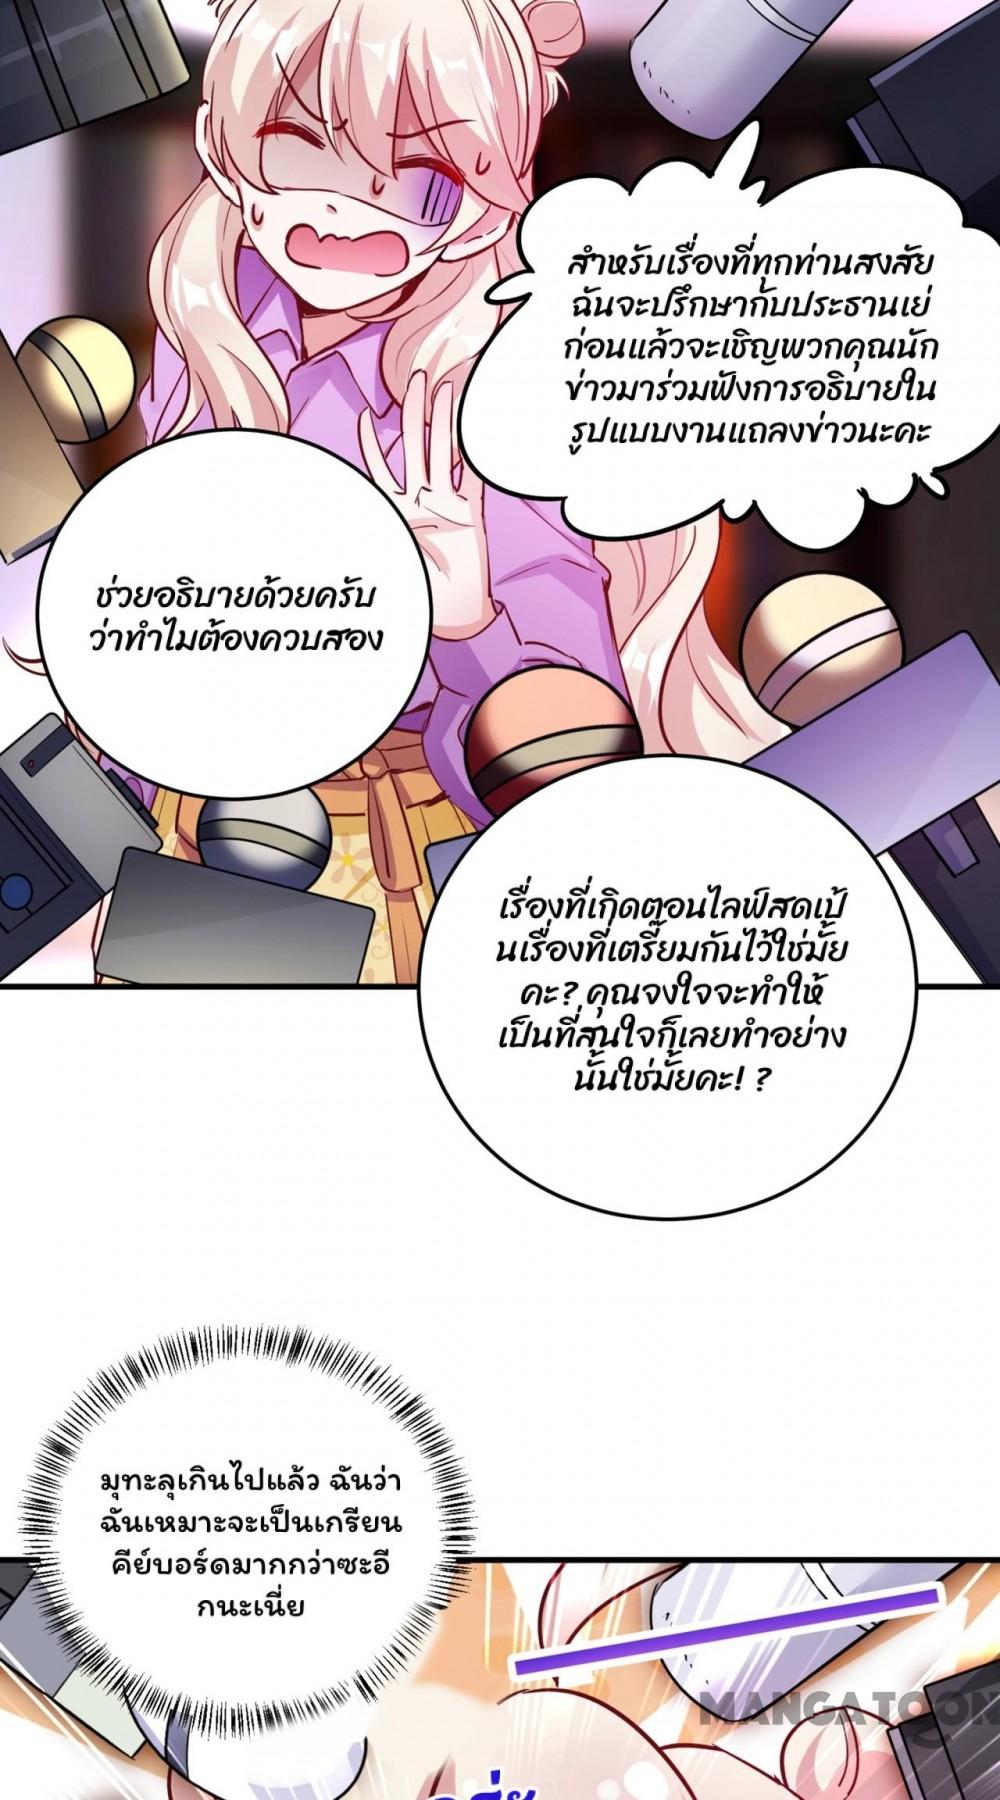 สำหรับเรื่องที่ทุกท่านสงสัย
ฉันจะปรึกษากับประธานเย่
ก่อนแล้วจะเชิญพวกคุณนัก
ข่าวมาร่วมฟังการอธิบายใน
รูปแบบงานแถลงข่าวนะคะ
ช่วยอธิบายด้วยครับ
ว่าทำไมต้องควบสอง
เรื่องที่เกิดตอนไลฟ์สดเป้
นเรื่องที่เตรี๊ยมกันไว้ใช่มั้ย
คะ? คุณจงใจจะทำให้
เป็นที่สนใจก็เลยทำอย่าง
นั้นใช่มั้ยคะ! ?
มุทะลุเกินไปแล้ว ฉันว่า
ฉันเหมาะจะเป็นเกรียน
คีย์บอร์ดมากกว่าซะอี
กนะเนี่ย
MANGATOON